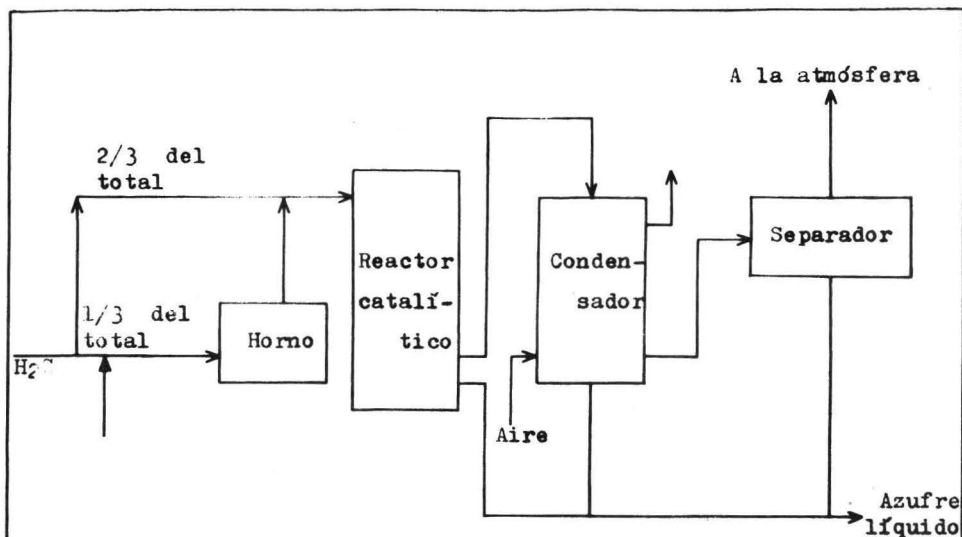 A la atmósfera
2/3 del
total
Reactor
catalí-
tico
Conden-
sador
Separador
1/3 del
total
Horno
H₂S
Aire
Azufre
líquido